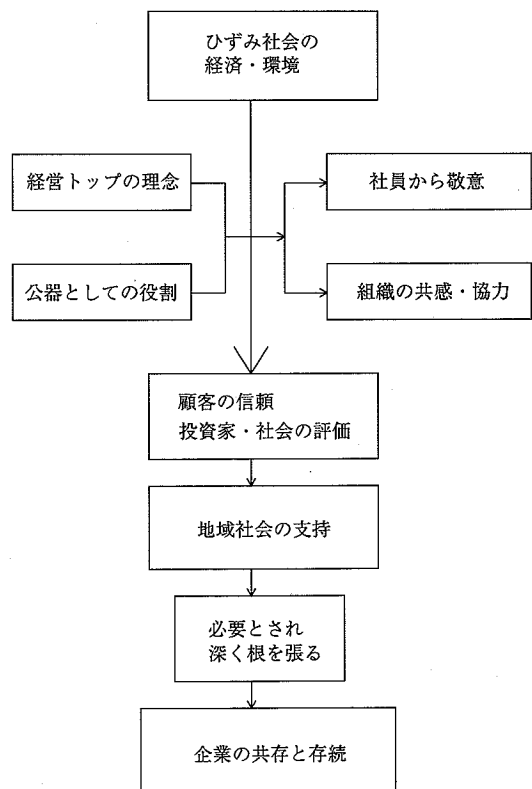 ひずみ社会の
経済・環境
経営トップの理念
社員から敬意
公器としての役割
組織の共感・協力
顧客の信頼
投資家・社会の評価
地域社会の支持
必要とされ
深く根を張る
企業の共存と存続